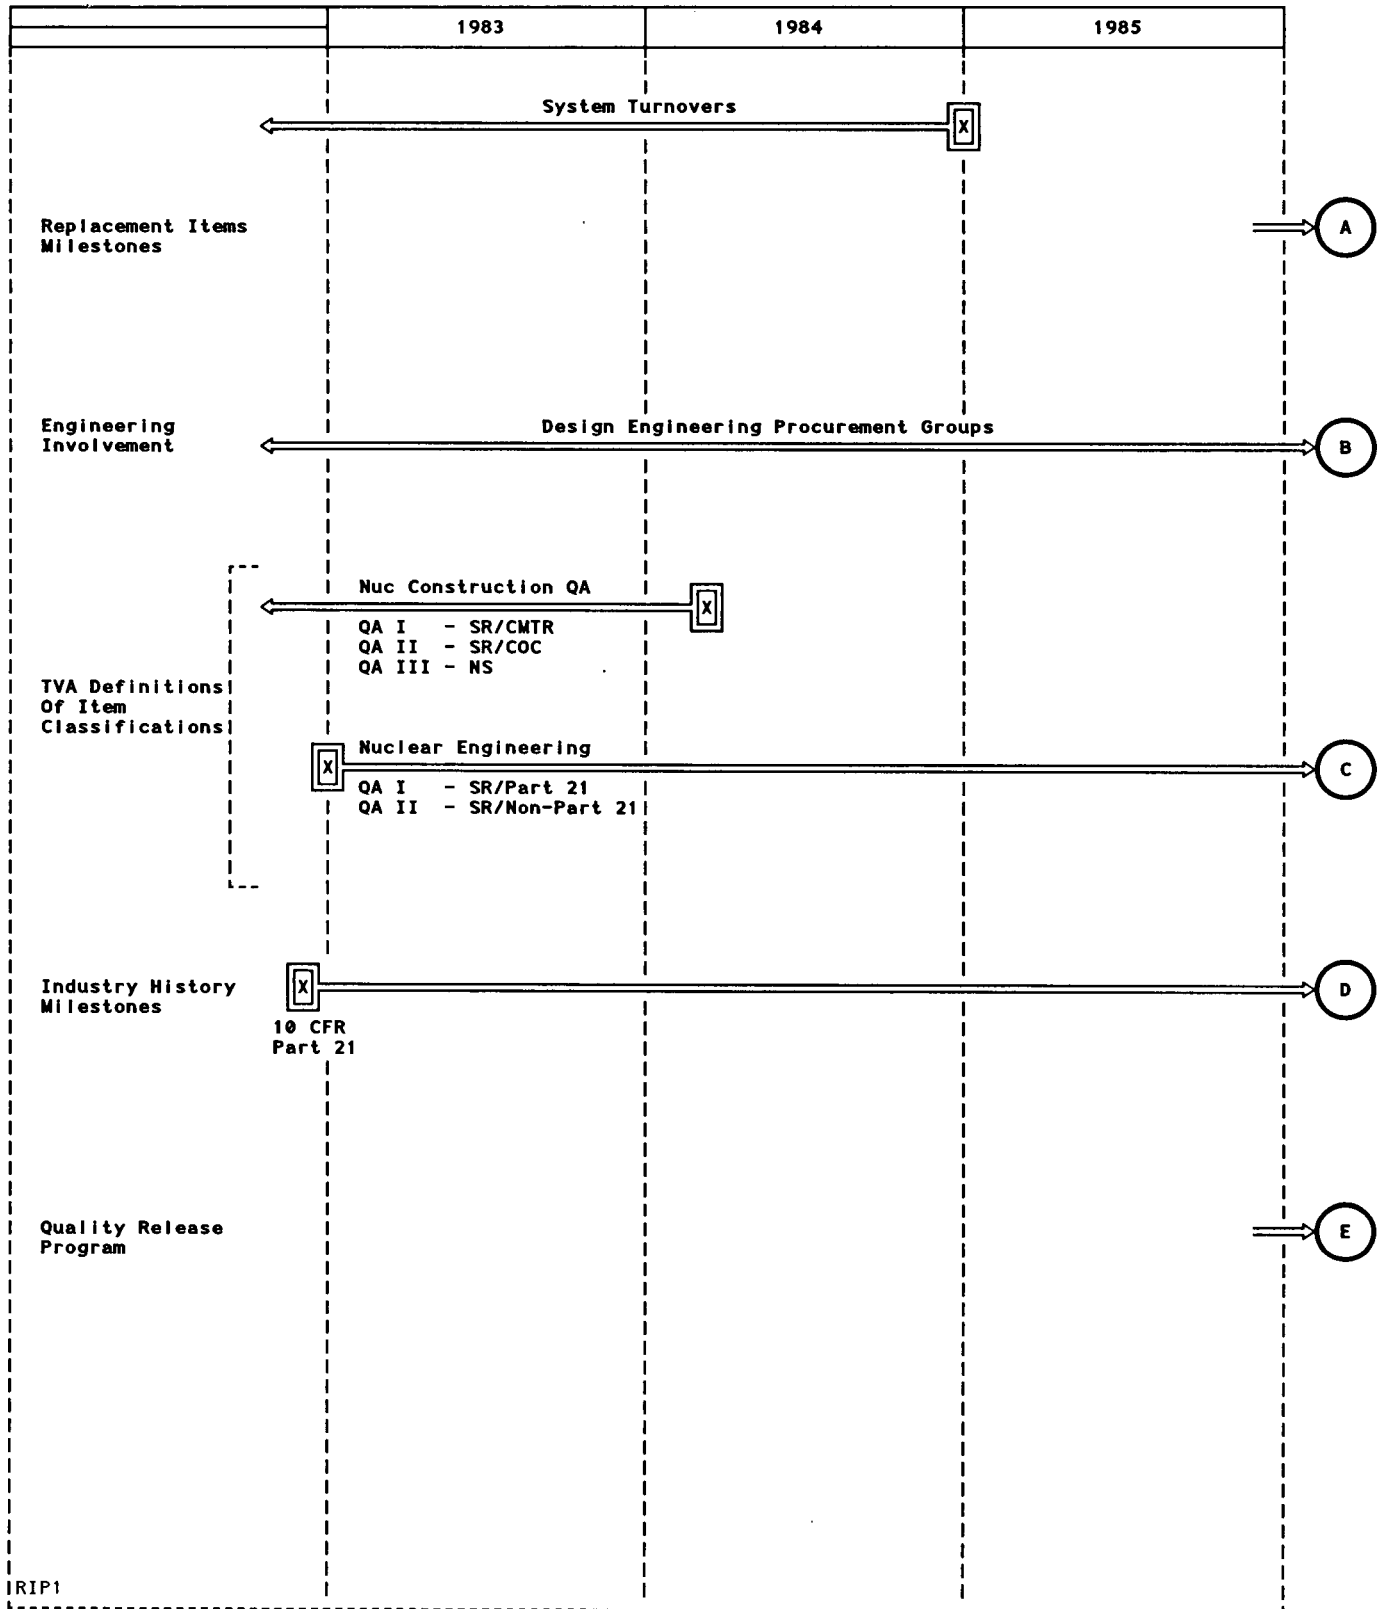 1983
1984
1985
System Turnovers
X
Replacement Items
Milestones
A
Engineering
Involvement
Design Engineering Procurement Groups
B
Nuc Construction QA
X
QA I - SR/CMTR
QA II - SR/COC
QA III - NS
TVA Definitions
Of Item
Classifications
Nuclear Engineering
X
QA I - SR/Part 21
QA II - SR/Non-Part 21
C
Industry History
Milestones
X
D
10 CFR
Part 21
Quality Release
Program
E
RIP1